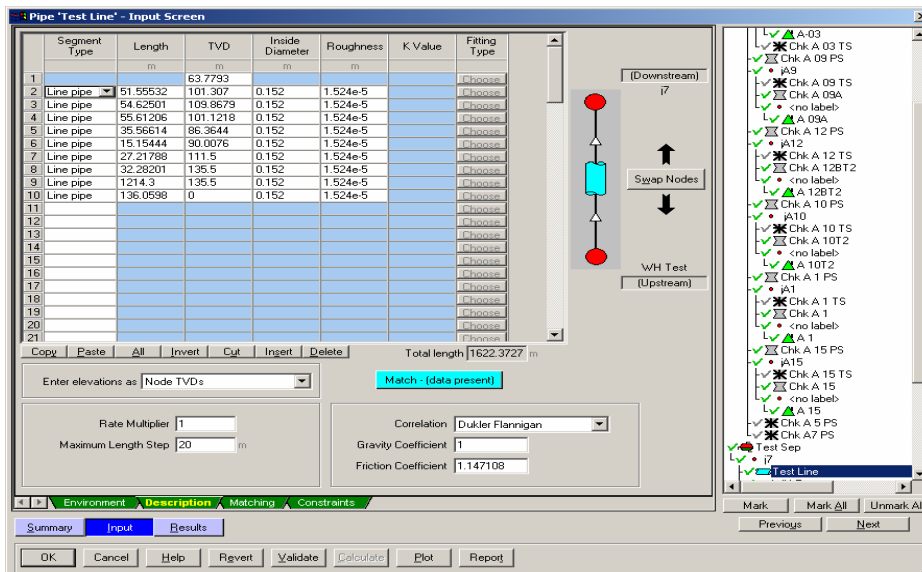 Pipe 'Test Line' - Input Screen
Segment Type Length TVD Inside Diameter Roughness K Value Fitting Type
m m m m
1 63.7793 Choose
2 Line pipe 51.55532 101.307 0.152 1.524e-5 Choose
3 Line pipe 54.62501 109.8679 0.152 1.524e-5 Choose
4 Line pipe 55.61206 101.1218 0.152 1.524e-5 Choose
5 Line pipe 35.56614 86.3644 0.152 1.524e-5 Choose
6 Line pipe 15.15444 90.0076 0.152 1.524e-5 Choose
7 Line pipe 27.21788 111.5 0.152 1.524e-5 Choose
8 Line pipe 32.28201 135.5 0.152 1.524e-5 Choose
9 Line pipe 1214.3 135.5 0.152 1.524e-5 Choose
10 Line pipe 136.0598 0 0.152 1.524e-5 Choose
11 Choose
12 Choose
13 Choose
14 Choose
15 Choose
16 Choose
17 Choose
18 Choose
19 Choose
20 Choose
21 Choose
Copy Paste All Invert Cut Insert Delete Total length 1622.3727 m
Enter elevations as Node TVDs
Match - (data present)
Rate Multiplier 1
Maximum Length Step 20 m
Correlation Dukler Flannigan
Gravity Coefficient 1
Friction Coefficient 1.147108
Environment Description Matching Constraints
(Downstream)
j7
Swap Nodes
WH Test
(Upstream)
A-03
Chk A 03 TS
Chk A 09 PS
jA9
Chk A 09 TS
Chk A 09A
<no label>
A 09A
Chk A 12 PS
jA12
Chk A 12 TS
Chk A 12BT2
<no label>
A 12BT2
Chk A 10 PS
jA10
Chk A 10 TS
Chk A 10T2
<no label>
A 10T2
Chk A 1 PS
jA1
Chk A 1 TS
Chk A 1
<no label>
A 1
Chk A 15 PS
jA15
Chk A 15 TS
Chk A 15
<no label>
A 15
Chk A 5 PS
Chk A7 PS
Test Sep
j7
Test Line
Mark Mark All Unmark All
Previous Next
Summary Input Results
OK Cancel Help Revert Validate Calculate Plot Report